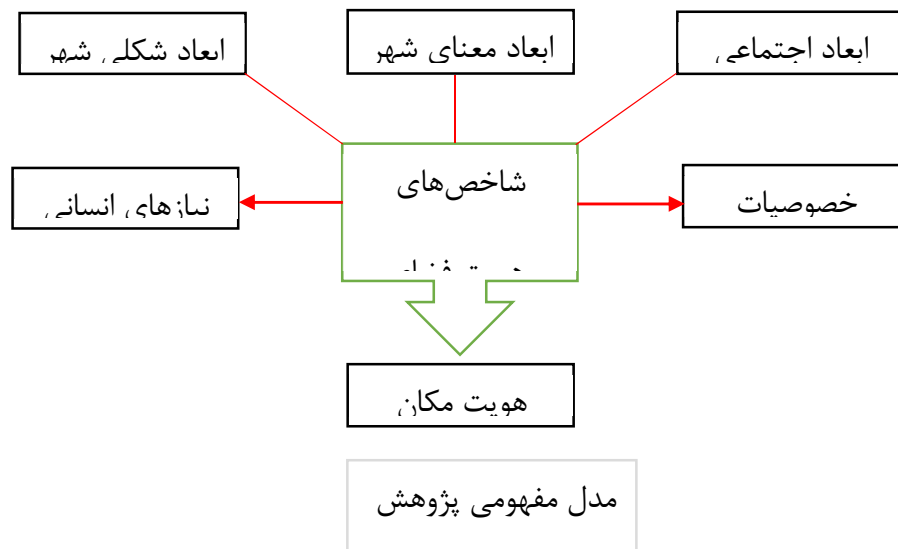 ابعاد اجتماعی
ابعاد معنای شهر
ابعاد شکلی شهر
شاخص‌های
خصوصیات
نیازهای انسانی
هویت مکان
مدل مفهومی پژوهش